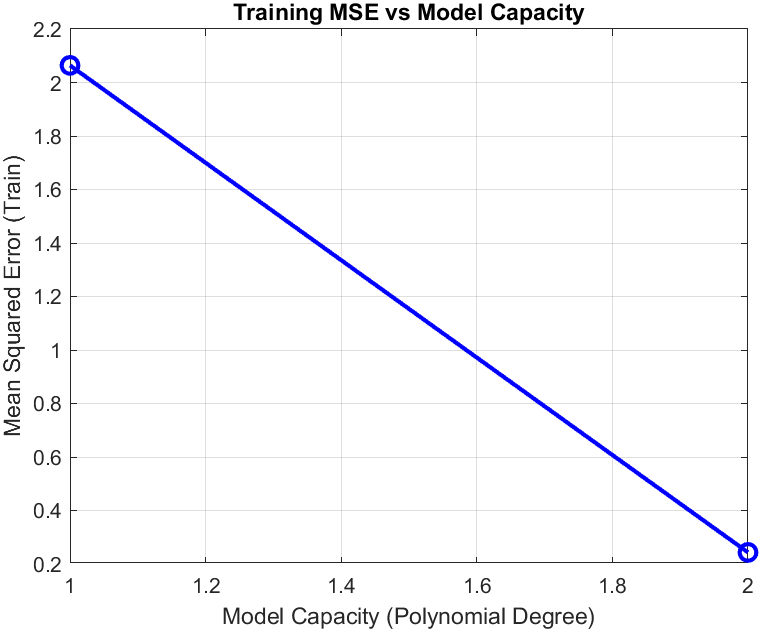 Training MSE vs Model Capacity
2.2
2
1.8
1.6
1.4
1.2
1
0.8
0.6
0.4
0.2
Mean Squared Error (Train)
1 1.2 1.4 1.6 1.8 2
Model Capacity (Polynomial Degree)